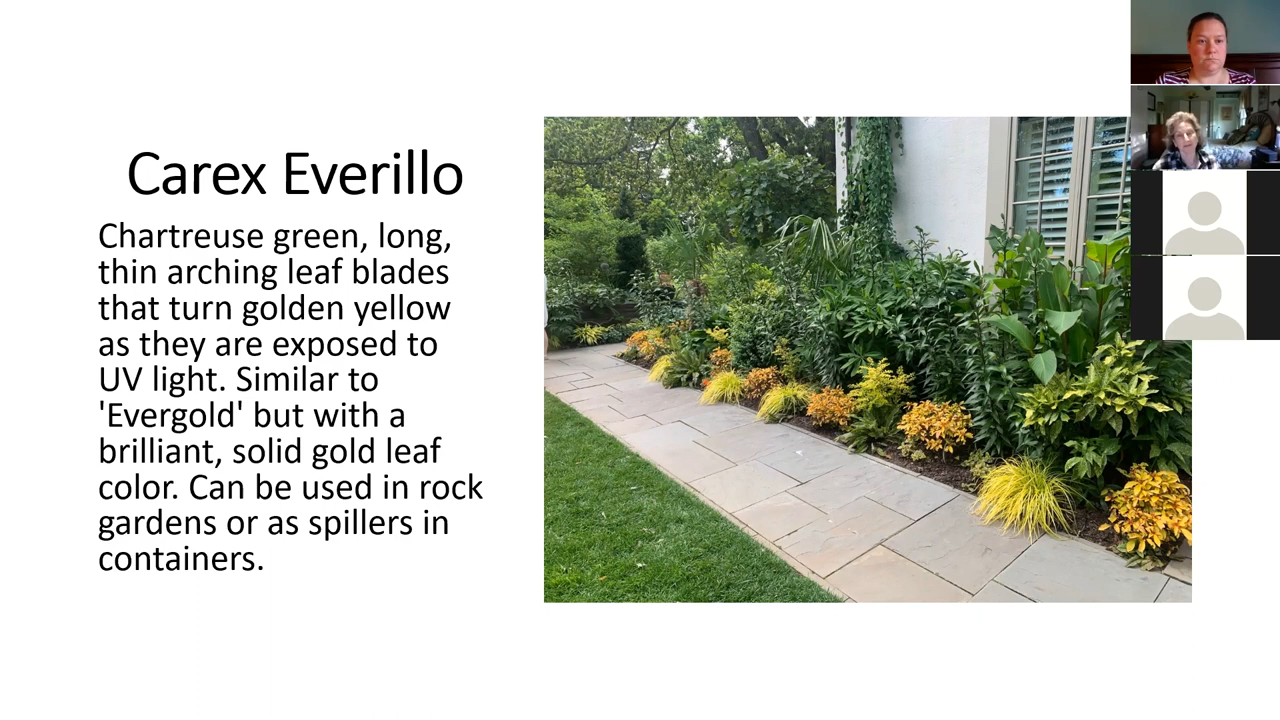 Carex Everillo
Chartreuse green, long,
thin arching leaf blades
that turn golden yellow
as they are exposed to
UV light. Similar to
'Evergold' but with a
brilliant, solid gold leaf
color. Can be used in rock
gardens or as spillers in
containers.